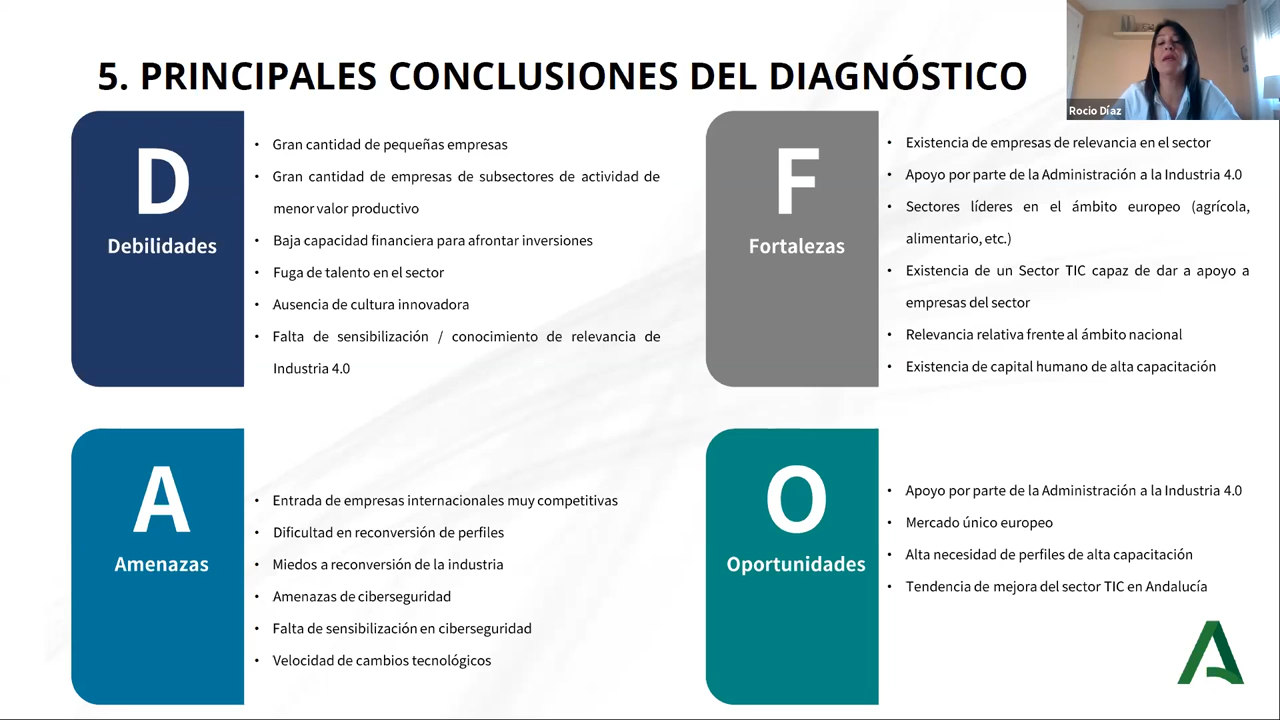 5. PRINCIPALES CONCLUSIONES DEL DIAGNÓSTICO
Rocio Díaz
D
Debilidades
• Gran cantidad de pequeñas empresas
• Gran cantidad de empresas de subsectores de actividad de
menor valor productivo
• Baja capacidad financiera para afrontar inversiones
• Fuga de talento en el sector
• Ausencia de cultura innovadora
• Falta de sensibilización / conocimiento de relevancia de
Industria 4.0
F
Fortalezas
• Existencia de empresas de relevancia en el sector
• Apoyo por parte de la Administración a la Industria 4.0
• Sectores líderes en el ámbito europeo (agrícola,
alimentario, etc.)
• Existencia de un Sector TIC capaz de dar a apoyo a
empresas del sector
• Relevancia relativa frente al ámbito nacional
• Existencia de capital humano de alta capacitación
A
Amenazas
• Entrada de empresas internacionales muy competitivas
• Dificultad en reconversión de perfiles
• Miedos a reconversión de la industria
• Amenazas de ciberseguridad
• Falta de sensibilización en ciberseguridad
• Velocidad de cambios tecnológicos
O
Oportunidades
• Apoyo por parte de la Administración a la Industria 4.0
• Mercado único europeo
• Alta necesidad de perfiles de alta capacitación
• Tendencia de mejora del sector TIC en Andalucía